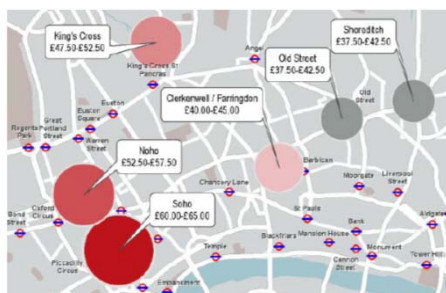 Shoreditch
£37.50-£42.50
King's Cross
£47.50-£52.50
Old Street
£37.50-£42.50
Angel
King's Cross St
Pancras
Old
Street
Clerkenwell / Farringdon
£40.00-£45.00
Euston
Euston
Square
Great
Portland
Street
Regents
Park
Warren
Street
Noho
£52.50-£57.50
Barbican
Moorgate
Liverpool
Street
Chancery Lane
Soho
£60.00-£65.00
Oxford
Circus
Bond
Street
St Pauls
Bank
Aldgate
Mansion House
Blackfriars
Temple
Monument
Cannon
Street
Tower Hill
Piccadilly
Circus
Embankment